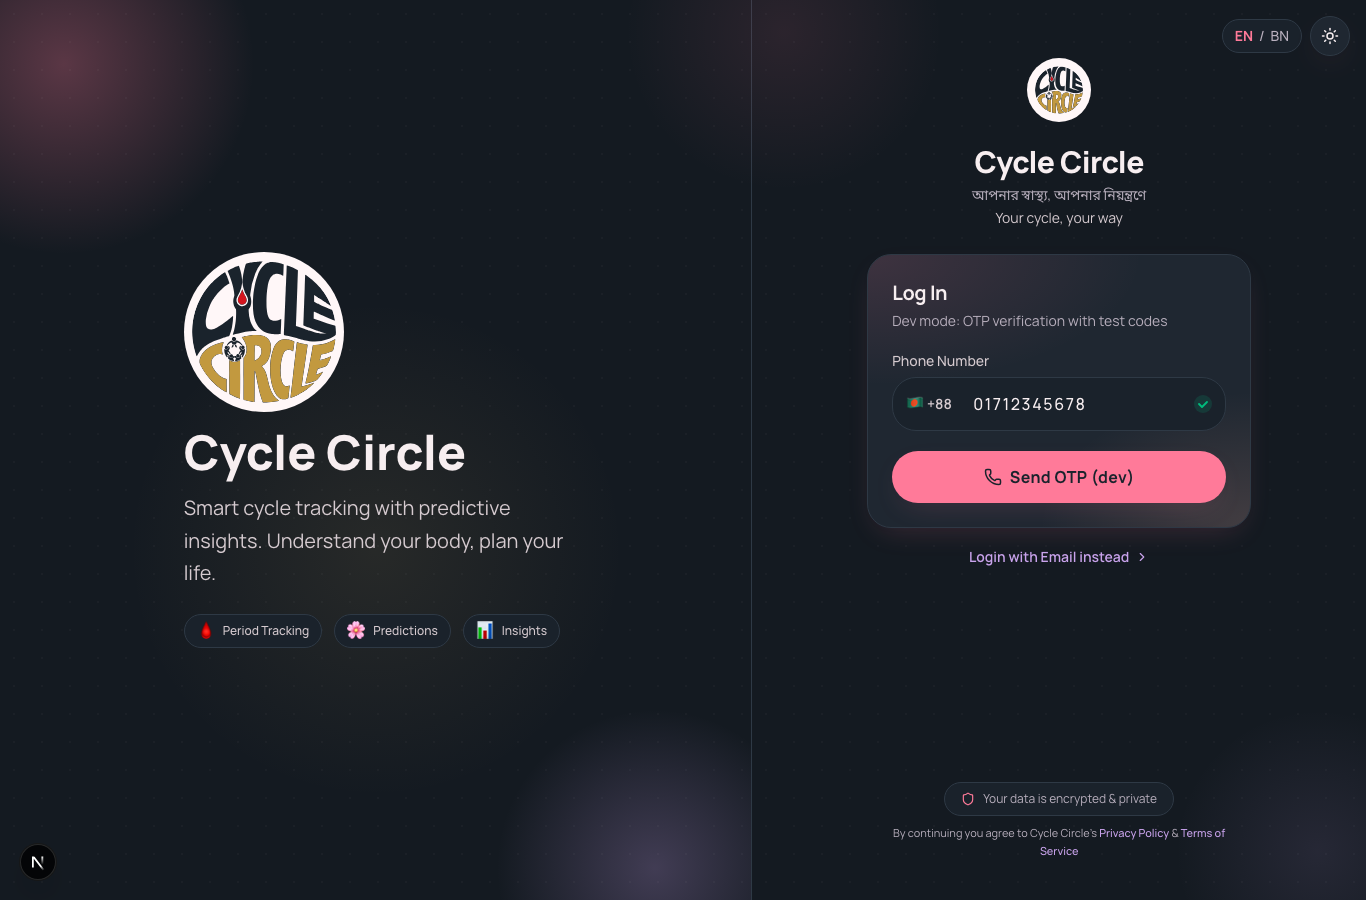 CYCLE
CIRCLE
Cycle Circle
Smart cycle tracking with predictive
insights. Understand your body, plan your
life.
Period Tracking
Predictions
Insights
N
EN / BN
CYCLE
CIRCLE
Cycle Circle
আপনার স্বাস্থ্য, আপনার নিয়ন্ত্রণে
Your cycle, your way
Log In
Dev mode: OTP verification with test codes
Phone Number
+88 01712345678
Send OTP (dev)
Login with Email instead
Your data is encrypted & private
By continuing you agree to Cycle Circle's Privacy Policy & Terms of
Service